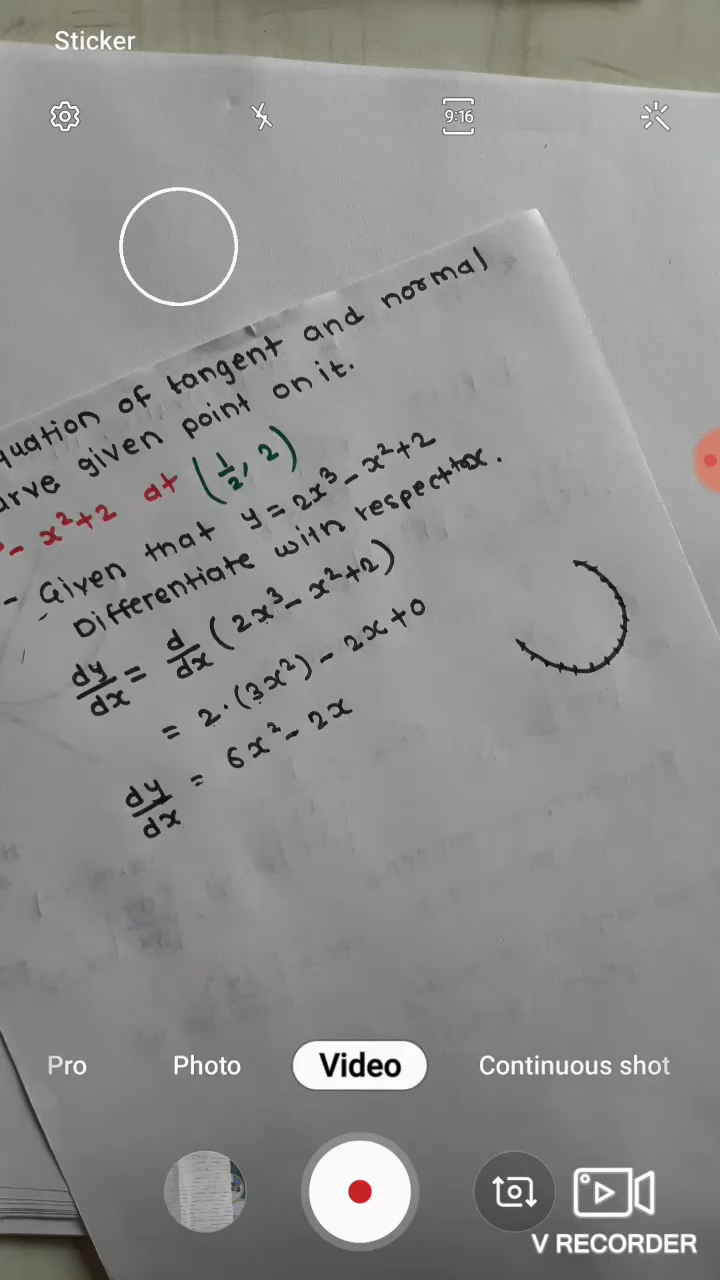 Sticker
9:16
quation of tangent and normal
urve given point on it.
- x²+2 at (1/2, 2)
- Given that y = 2x³ - x²+2
Differentiate with respect to x.
dy/dx = d/dx (2x³ - x²+2)
= 2·(3x²) - 2x+0
dy/dx = 6x² - 2x
Pro Photo Video Continuous shot
V RECORDER